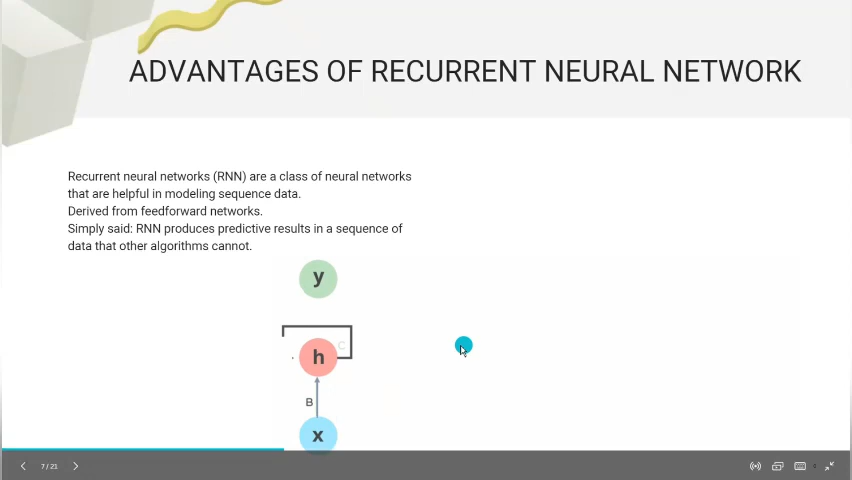 ADVANTAGES OF RECURRENT NEURAL NETWORK
Recurrent neural networks (RNN) are a class of neural networks
that are helpful in modeling sequence data.
Derived from feedforward networks.
Simply said: RNN produces predictive results in a sequence of
data that other algorithms cannot.
y
C
h
B
x
7 / 21